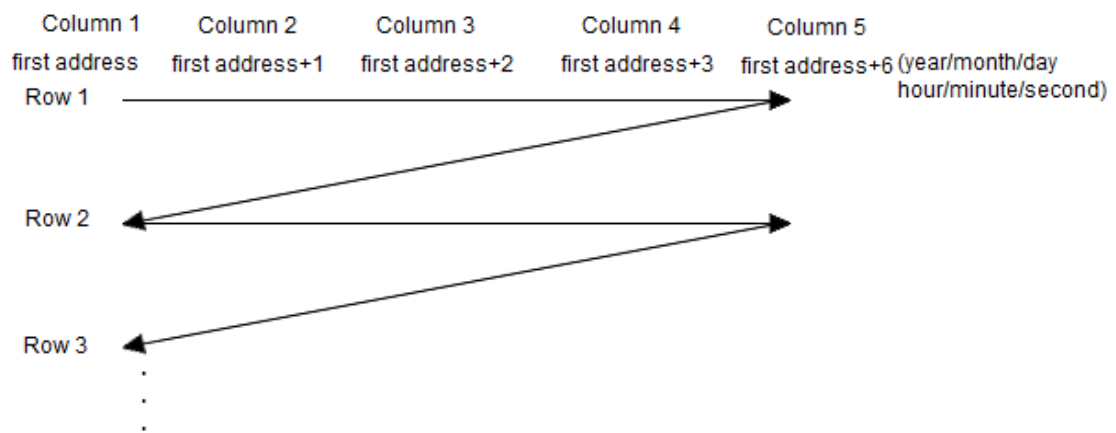 Column 1 Column 2 Column 3 Column 4 Column 5
first address first address+1 first address+2 first address+3 first address+6 (year/month/day
hour/minute/second)
Row 1
Row 2
Row 3